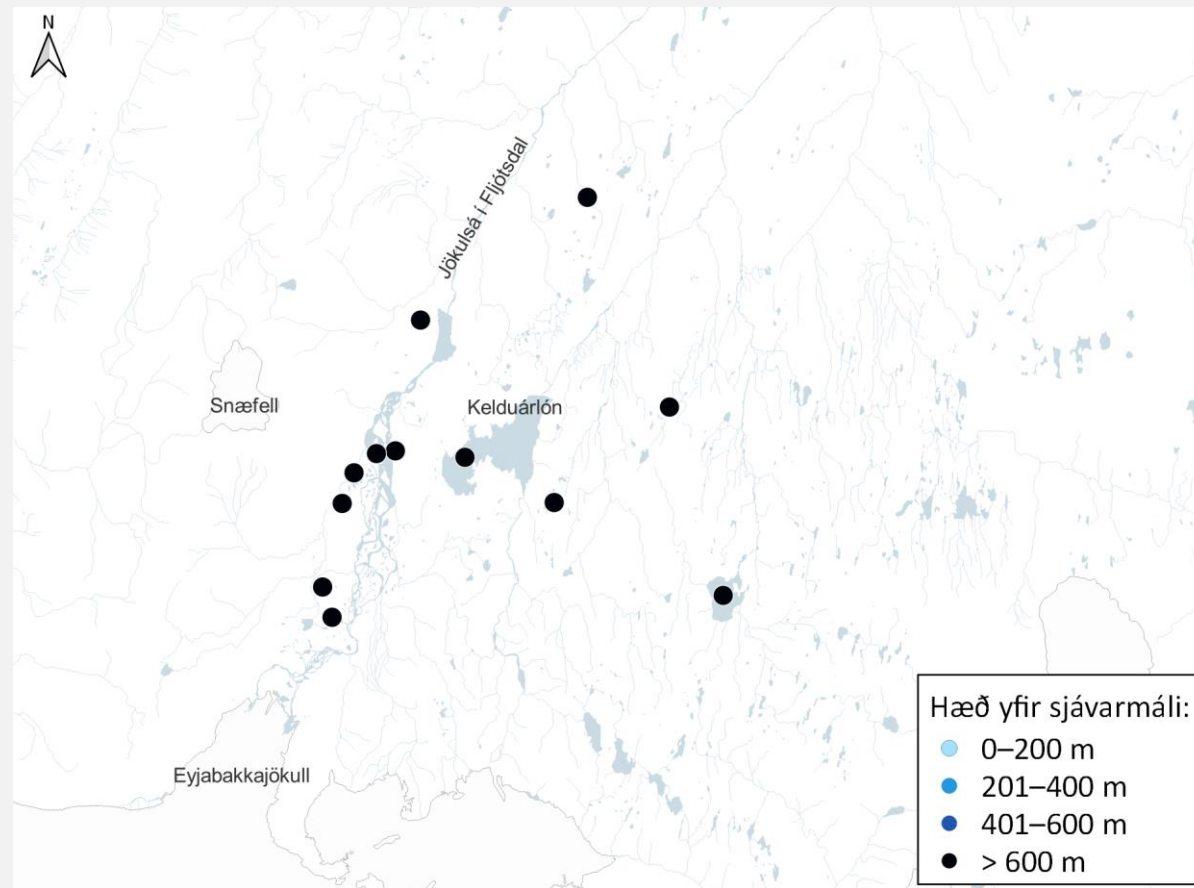 N
Jökulsá í Fljótsdal
Snæfell
Kelduárlón
Eyjabakkajökull
Hæð yfir sjávarmáli:
0–200 m
201–400 m
401–600 m
> 600 m